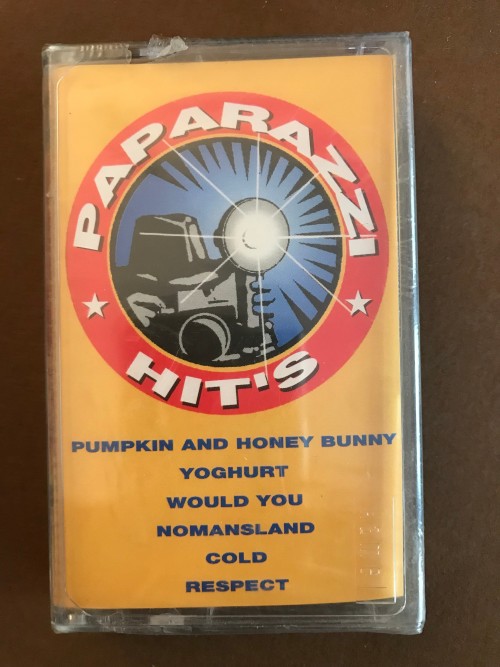 PAPARAZZI
HIT'S
PUMPKIN AND HONEY BUNNY
YOGHURT
WOULD YOU
NOMANSLAND
COLD
RESPECT